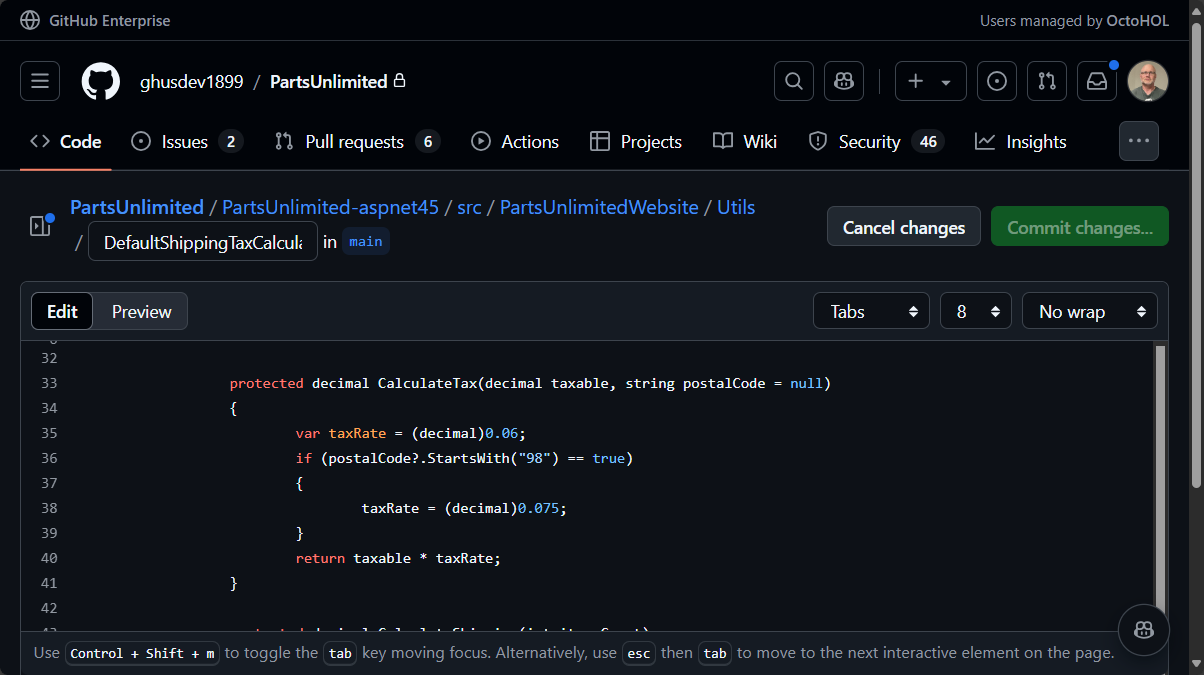 GitHub Enterprise Users managed by OctoHOL
ghusdev1899 / PartsUnlimited
Code Issues 2 Pull requests 6 Actions Projects Wiki Security 46 Insights
PartsUnlimited / PartsUnlimited-aspnet45 / src / PartsUnlimitedWebsite / Utils
/ DefaultShippingTaxCalcula in main
Cancel changes Commit changes...
Edit Preview Tabs 8 No wrap
32
33 protected decimal CalculateTax(decimal taxable, string postalCode = null)
34 {
35 var taxRate = (decimal)0.06;
36 if (postalCode?.StartsWith("98") == true)
37 {
38 taxRate = (decimal)0.075;
39 }
40 return taxable * taxRate;
41 }
42
Use Control + Shift + m to toggle the tab key moving focus. Alternatively, use esc then tab to move to the next interactive element on the page.